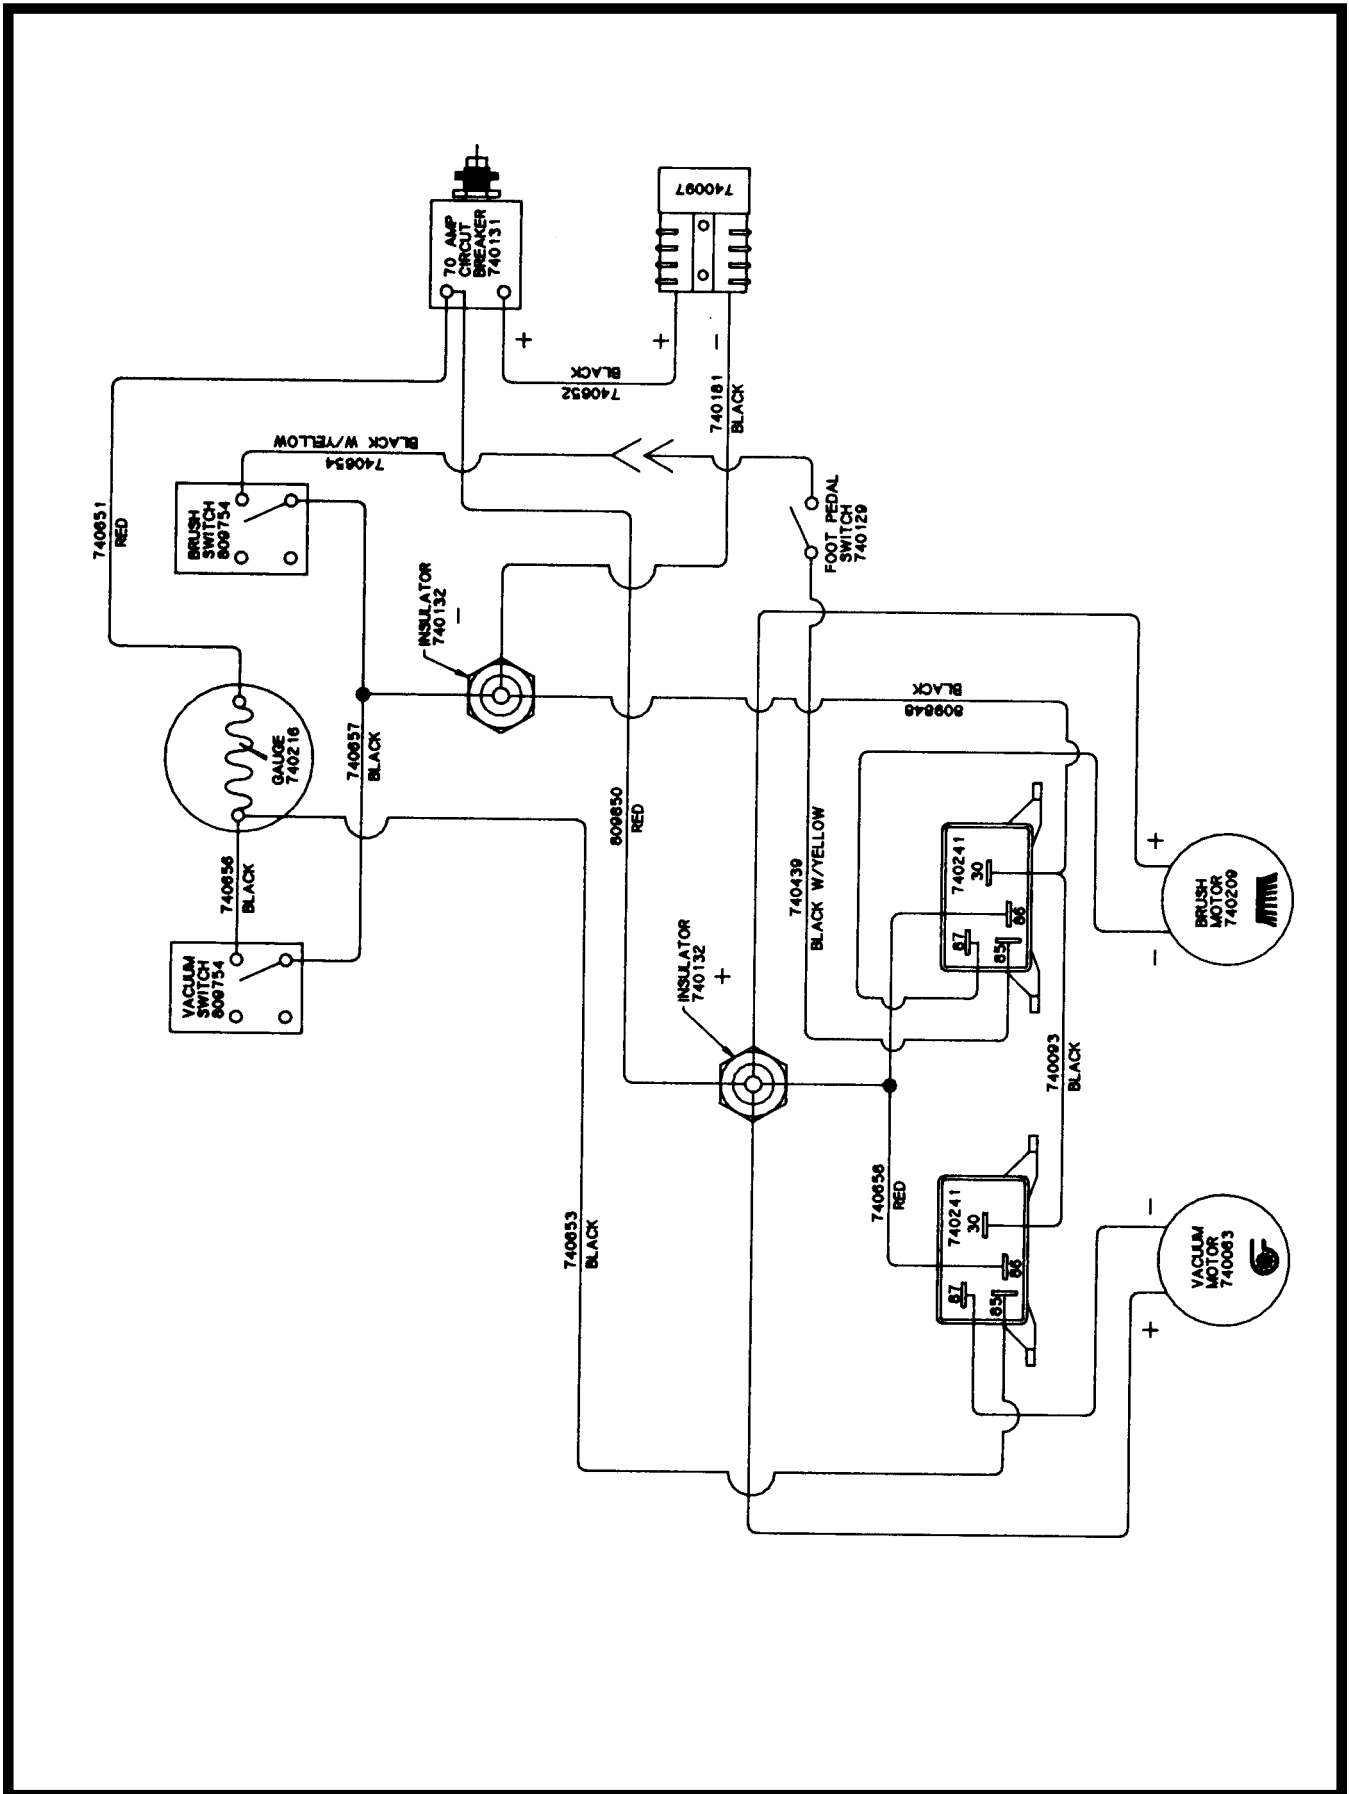 70 AMP
CIRCUT
BREAKER
740131
740097
+
+
-
BLACK
740652
740181
BLACK
BLACK W/YELLOW
740654
740651
RED
BRUSH
SWITCH
809754
FOOT PEDAL
SWITCH
740129
INSULATOR
740132
-
GAUGE
740216
740657
BLACK
BLACK
809848
809850
RED
740656
BLACK
740439
BLACK W/YELLOW
740241
30
86
87
85
+
-
BRUSH
MOTOR
740209
VACUUM
SWITCH
809754
INSULATOR
740132
+
740093
BLACK
740658
RED
740653
BLACK
740241
30
86
87
85
-
+
VACUUM
MOTOR
740063